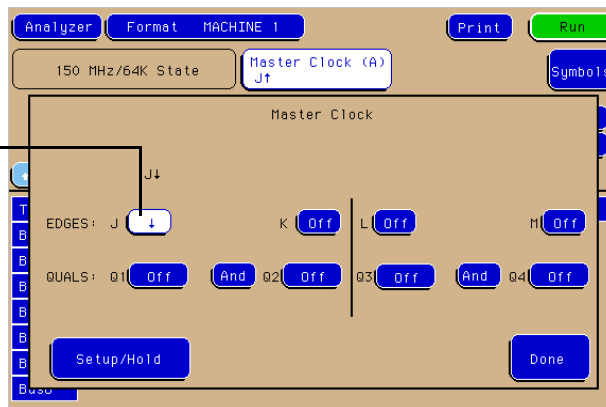 Analyzer Format MACHINE 1 Print Run
150 MHz/64K State Master Clock (A) Symbols
J↑
Master Clock
J↓
EDGES: J ↓ K Off L Off M Off
QUALS: Q1 Off And Q2 Off Q3 Off And Q4 Off
Setup/Hold Done